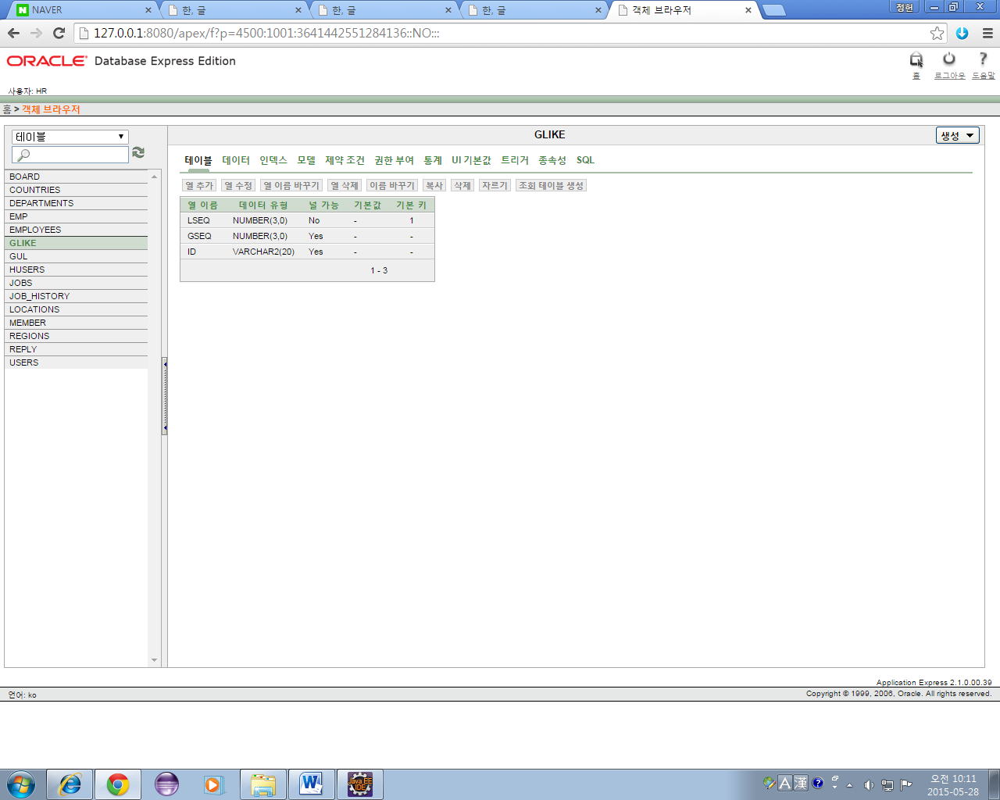 NAVER
한, 글
한, 글
한, 글
객체 브라우저
정헌
127.0.0.1:8080/apex/f?p=4500:1001:3641442551284136::NO:::
ORACLE Database Express Edition
홈 로그아웃 도움말
사용자: HR
홈 > 객체 브라우저
테이블
GLIKE
생성
테이블 데이터 인덱스 모델 제약 조건 권한 부여 통계 UI 기본값 트리거 종속성 SQL
열 추가 열 수정 열 이름 바꾸기 열 삭제 이름 바꾸기 복사 삭제 자르기 조회 테이블 생성
열 이름 데이터 유형 널 가능 기본값 기본 키
LSEQ NUMBER(3,0) No - 1
GSEQ NUMBER(3,0) Yes - -
ID VARCHAR2(20) Yes - -
1 - 3
BOARD
COUNTRIES
DEPARTMENTS
EMP
EMPLOYEES
GLIKE
GUL
HUSERS
JOBS
JOB_HISTORY
LOCATIONS
MEMBER
REGIONS
REPLY
USERS
Application Express 2.1.0.00.39
언어: ko
Copyright © 1999, 2006, Oracle. All rights reserved.
Java EE
IDE
A 漢
오전 10:11
2015-05-28